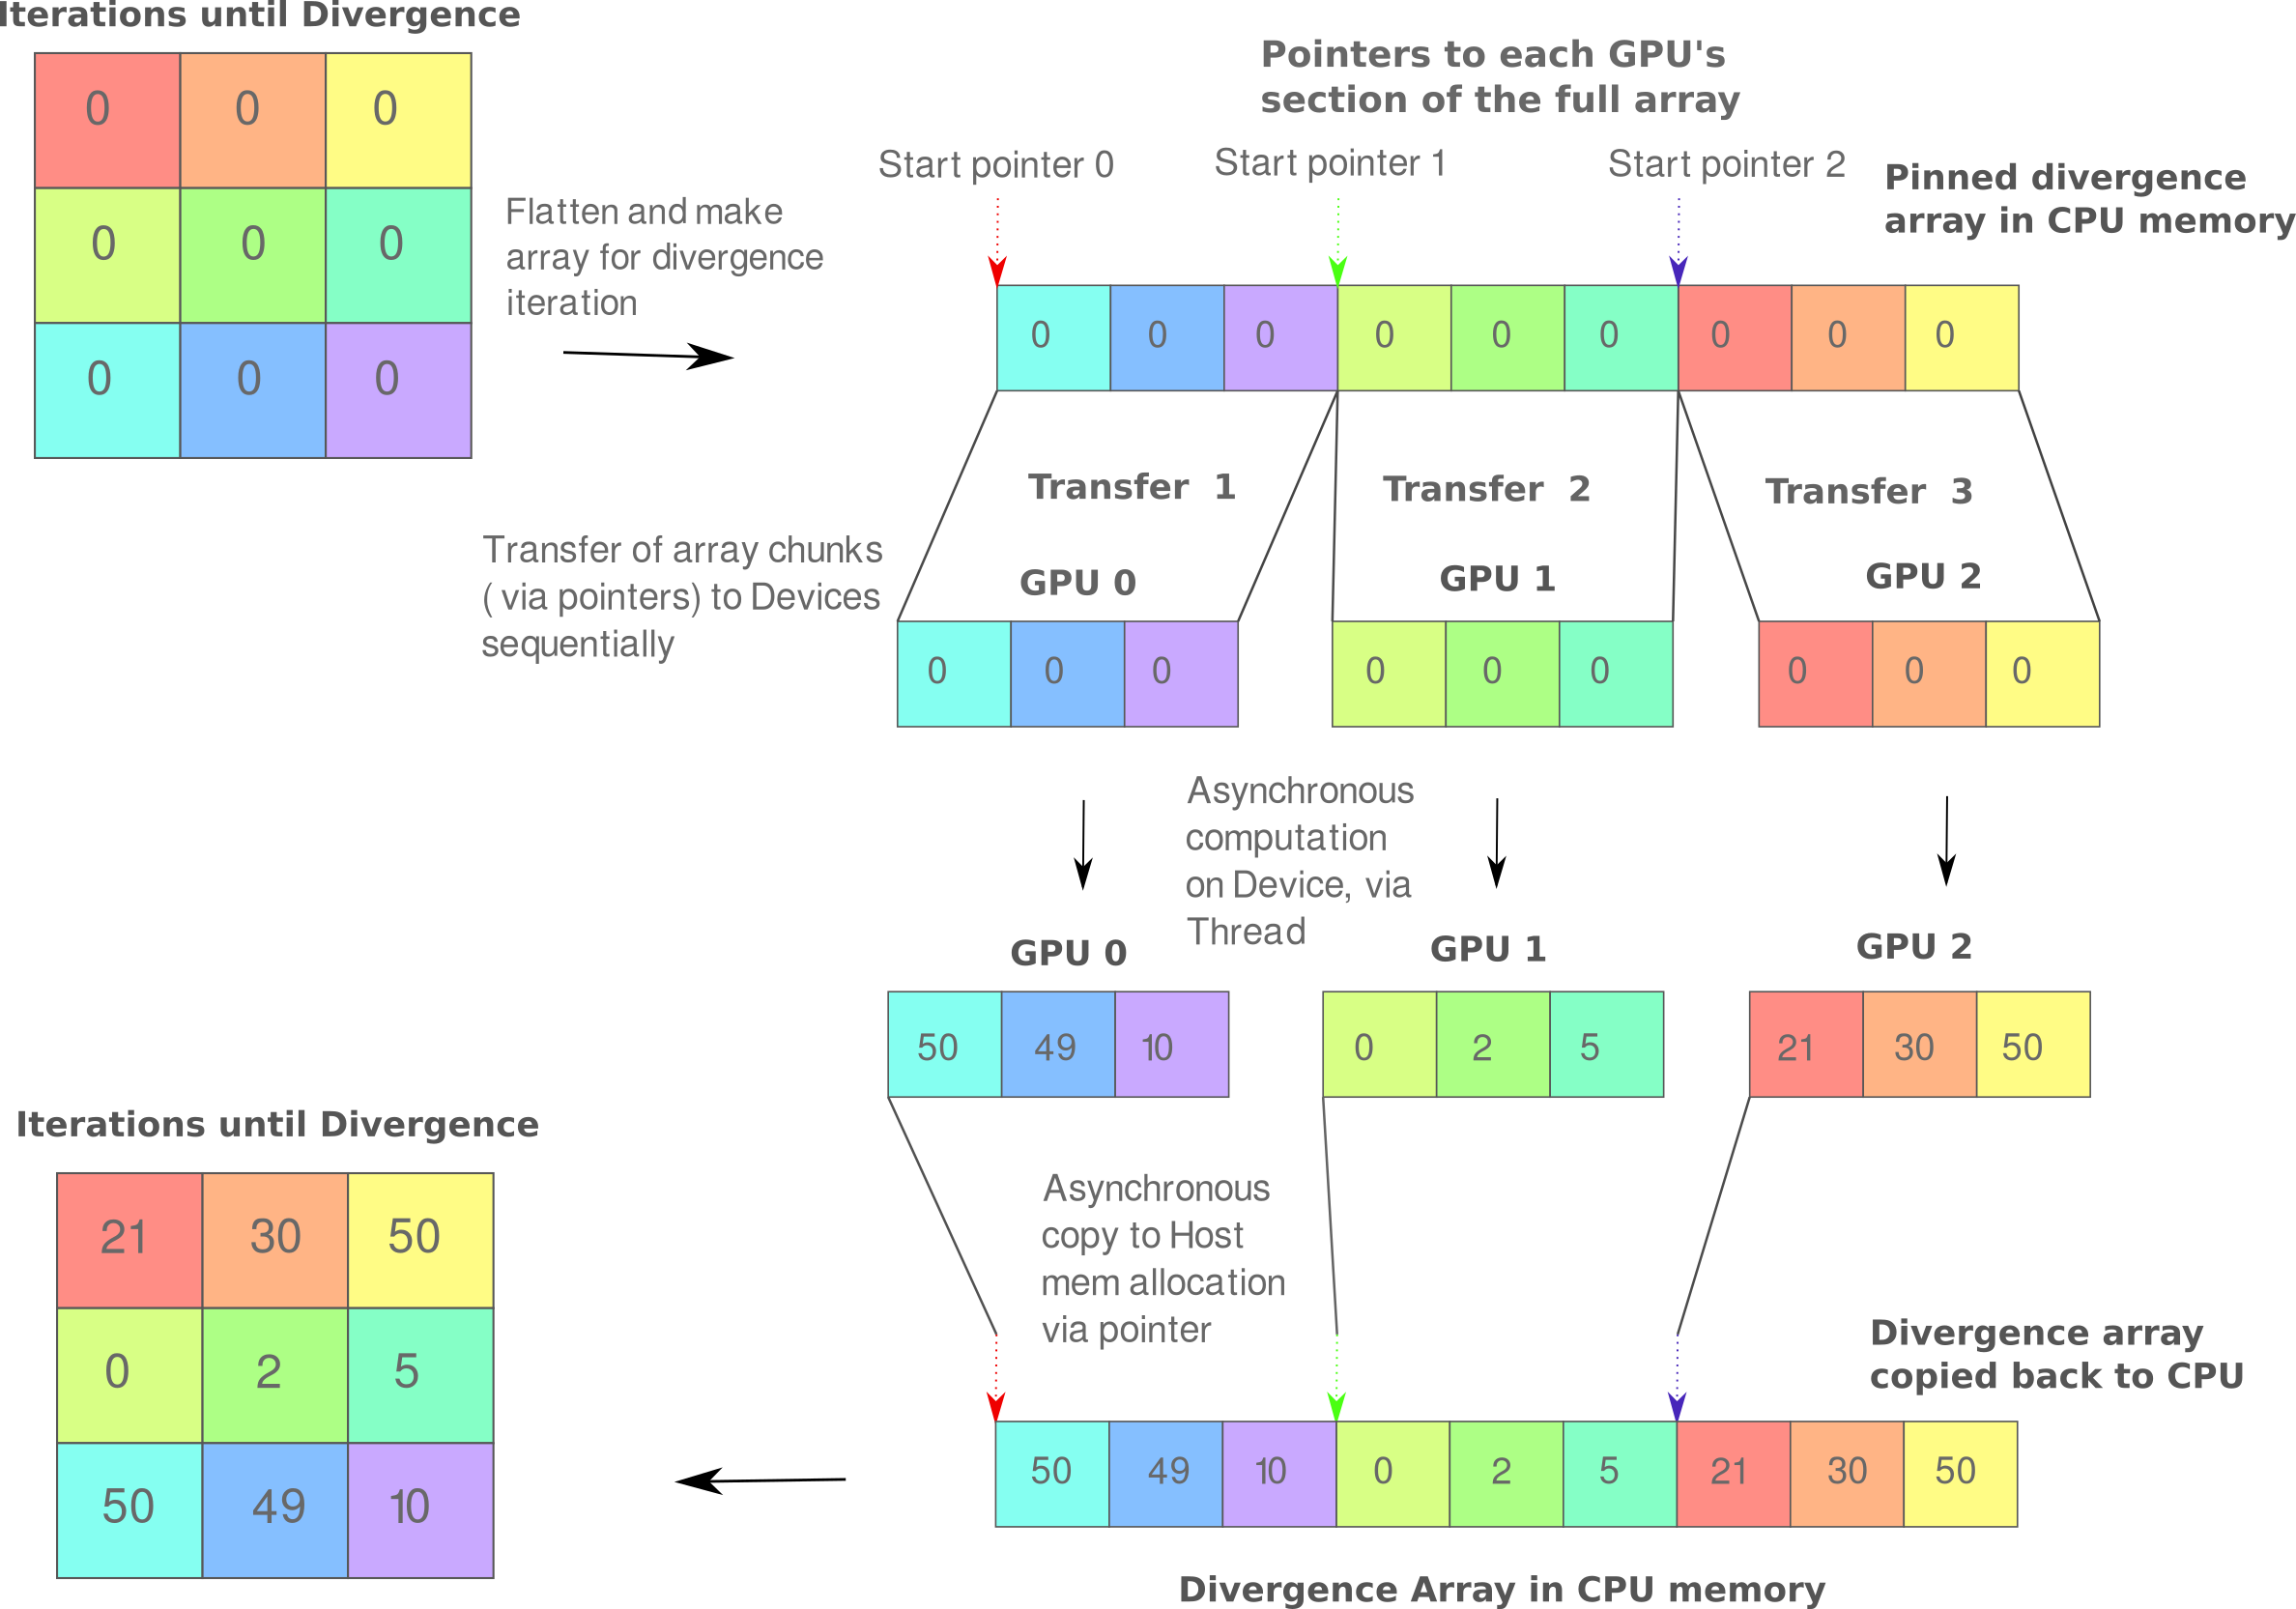 Iterations until Divergence
0 0 0
0 0 0
0 0 0
Flatten and make
array for divergence
iteration
Pointers to each GPU's
section of the full array
Start pointer 0
Start pointer 1
Start pointer 2
Pinned divergence
array in CPU memory
0 0 0 0 0 0 0 0 0
Transfer 1
Transfer 2
Transfer 3
Transfer of array chunks
( via pointers) to Devices
sequentially
GPU 0
GPU 1
GPU 2
0 0 0
0 0 0
0 0 0
Asynchronous
computation
on Device, via
Thread
GPU 0
GPU 1
GPU 2
50 49 10
0 2 5
21 30 50
Asynchronous
copy to Host
mem allocation
via pointer
Divergence array
copied back to CPU
50 49 10 0 2 5 21 30 50
Divergence Array in CPU memory
Iterations until Divergence
21 30 50
0 2 5
50 49 10